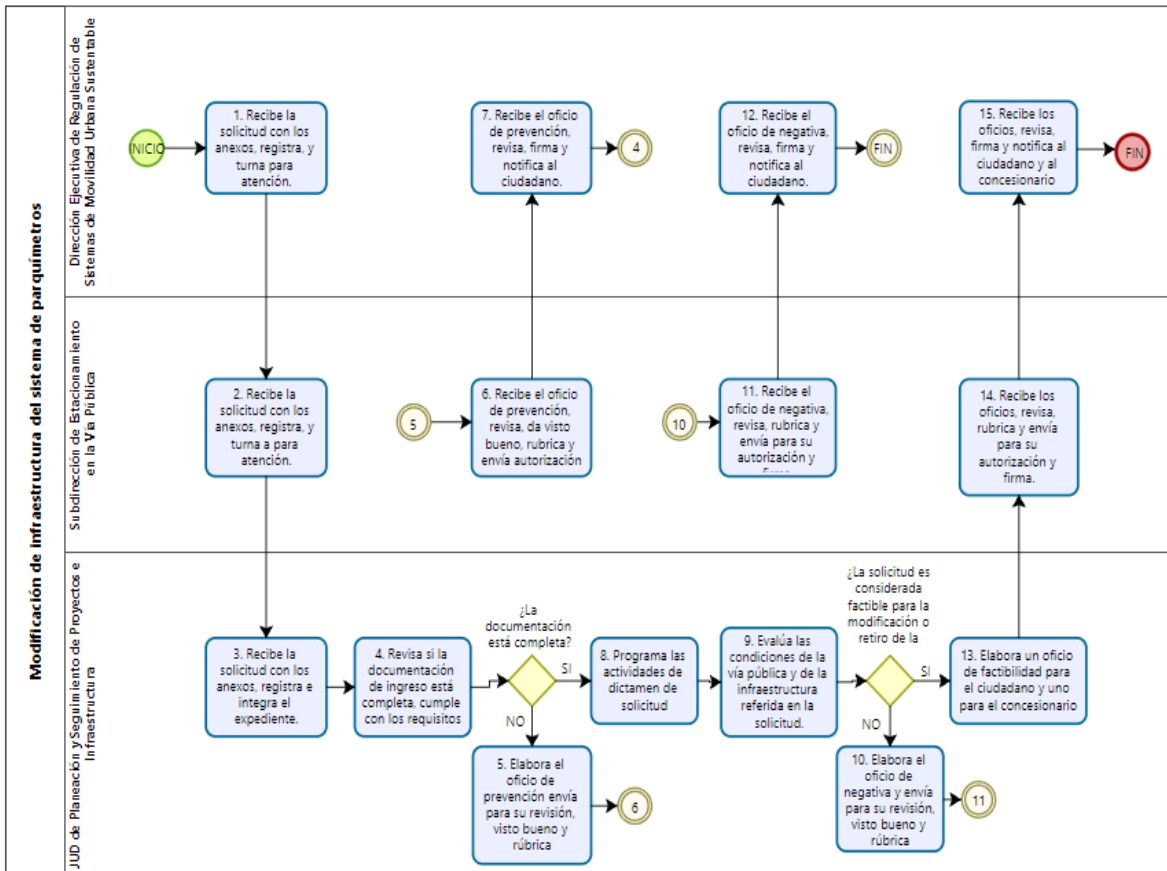 Modificación de infraestructura del sistema de parquímetros
Dirección Ejecutiva de Regulación de
Sistemas de Movilidad Urbana Sustentable
INICIO
1. Recibe la
solicitud con los
anexos, registra, y
turna para
atención.
7. Recibe el oficio
de prevención,
revisa, firma y
notifica al
ciudadano.
4
12. Recibe el
oficio de negativa,
revisa, firma y
notifica al
ciudadano.
FIN
15. Recibe los
oficios, revisa,
firma y notifica al
ciudadano y al
concesionario
FIN
Subdirección de Estacionamiento
en la Vía Pública
2. Recibe la
solicitud con los
anexos, registra, y
turna a para
atención.
5
6. Recibe el oficio
de prevención,
revisa, da visto
bueno, rubrica y
envía autorización
10
11. Recibe el
oficio de negativa,
revisa, rubrica y
envía para su
autorización y
firma
14. Recibe los
oficios, revisa,
rubrica y envía
para su
autorización y
firma.
JUD de Planeación y Seguimiento de Proyectos e
Infraestructura
3. Recibe la
solicitud con los
anexos, registra e
integra el
expediente.
4. Revisa si la
documentación
de ingreso está
completa, cumple
con los requisitos
¿La
documentación
está completa?
SI
NO
5. Elabora el
oficio de
prevención envía
para su revisión,
visto bueno y
rúbrica
6
8. Programa las
actividades de
dictamen de
solicitud
9. Evalúa las
condiciones de la
vía pública y de la
infraestructura
referida en la
solicitud.
¿La solicitud es
considerada
factible para la
modificación o
retiro de la
SI
NO
10. Elabora el
oficio de
negativa y envía
para su revisión,
visto bueno y
rúbrica
11
13. Elabora un oficio
de factibilidad para
el ciudadano y uno
para el concesionario